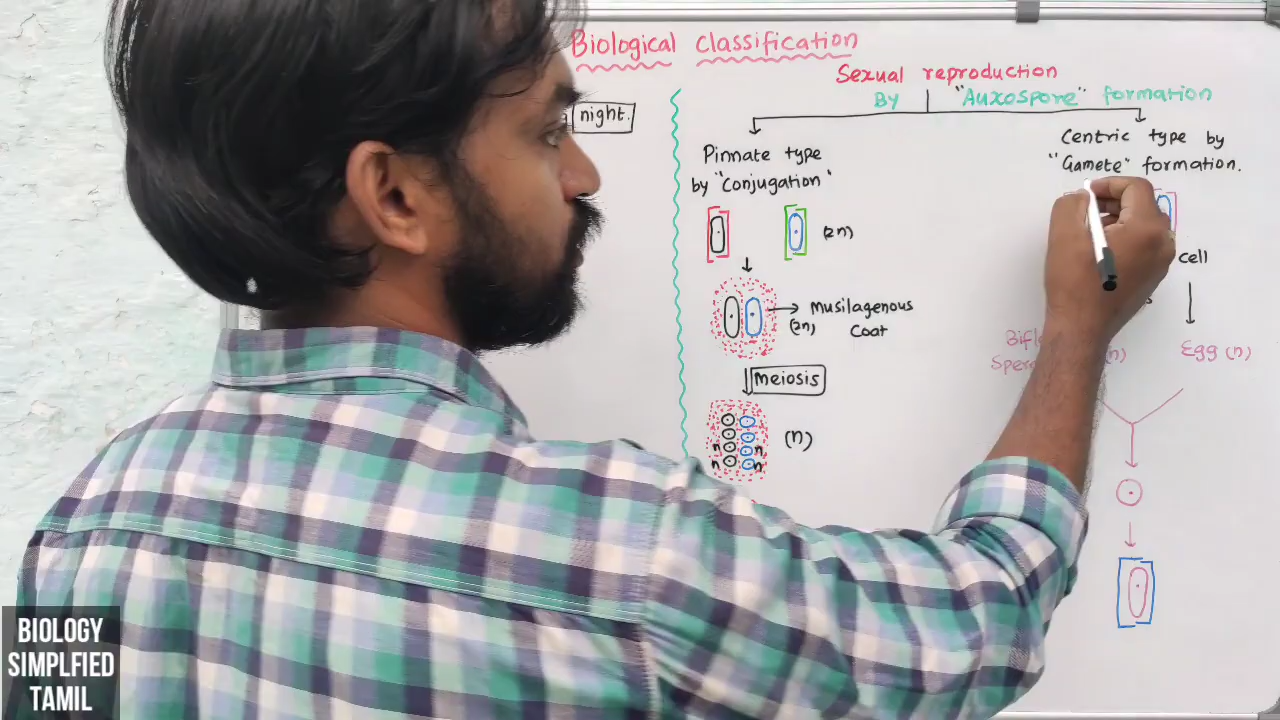 Biological classification
Sexual reproduction
BY "Auxospore" formation
night.
Pinnate type
by "conjugation"
(2n)
musilagenous
(2n) coat
meiosis
(n)
n n
n n
Centric type by
"Gamete" formation.
cell
(n)
Egg (n)
BIOLOGY
SIMPLFIED
TAMIL